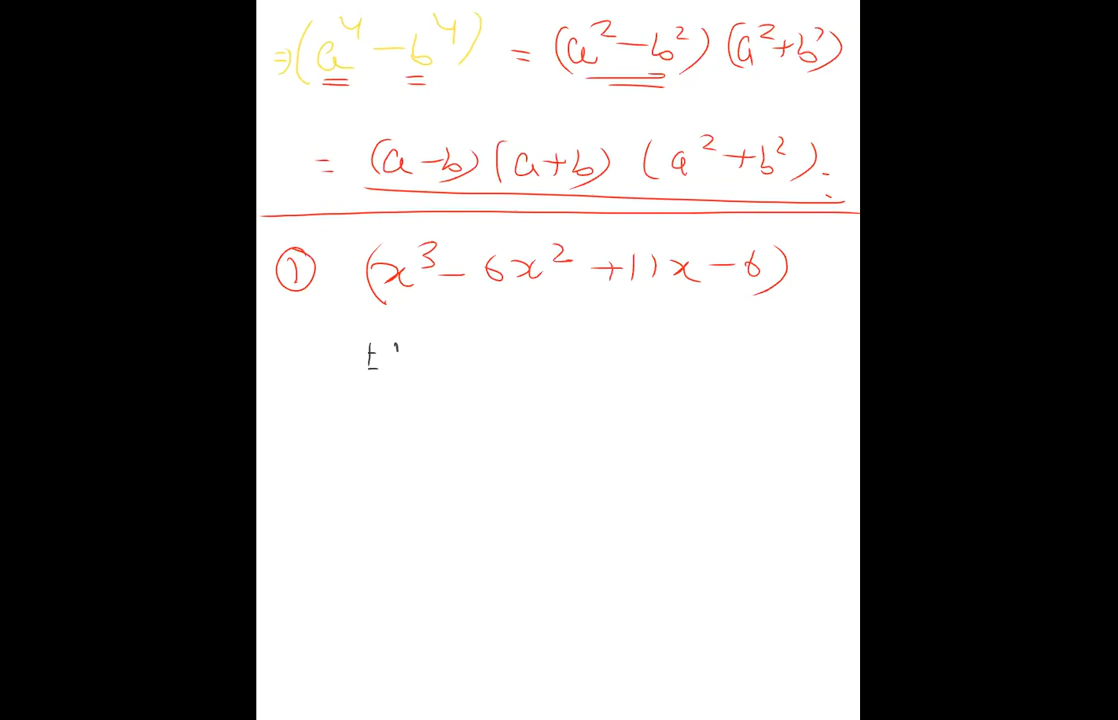 ⇒(a⁴ − b⁴) = (a² − b²) (a² + b²)
= (a − b) (a + b) (a² + b²).
① (x³ − 6x² + 11x − 6)
±